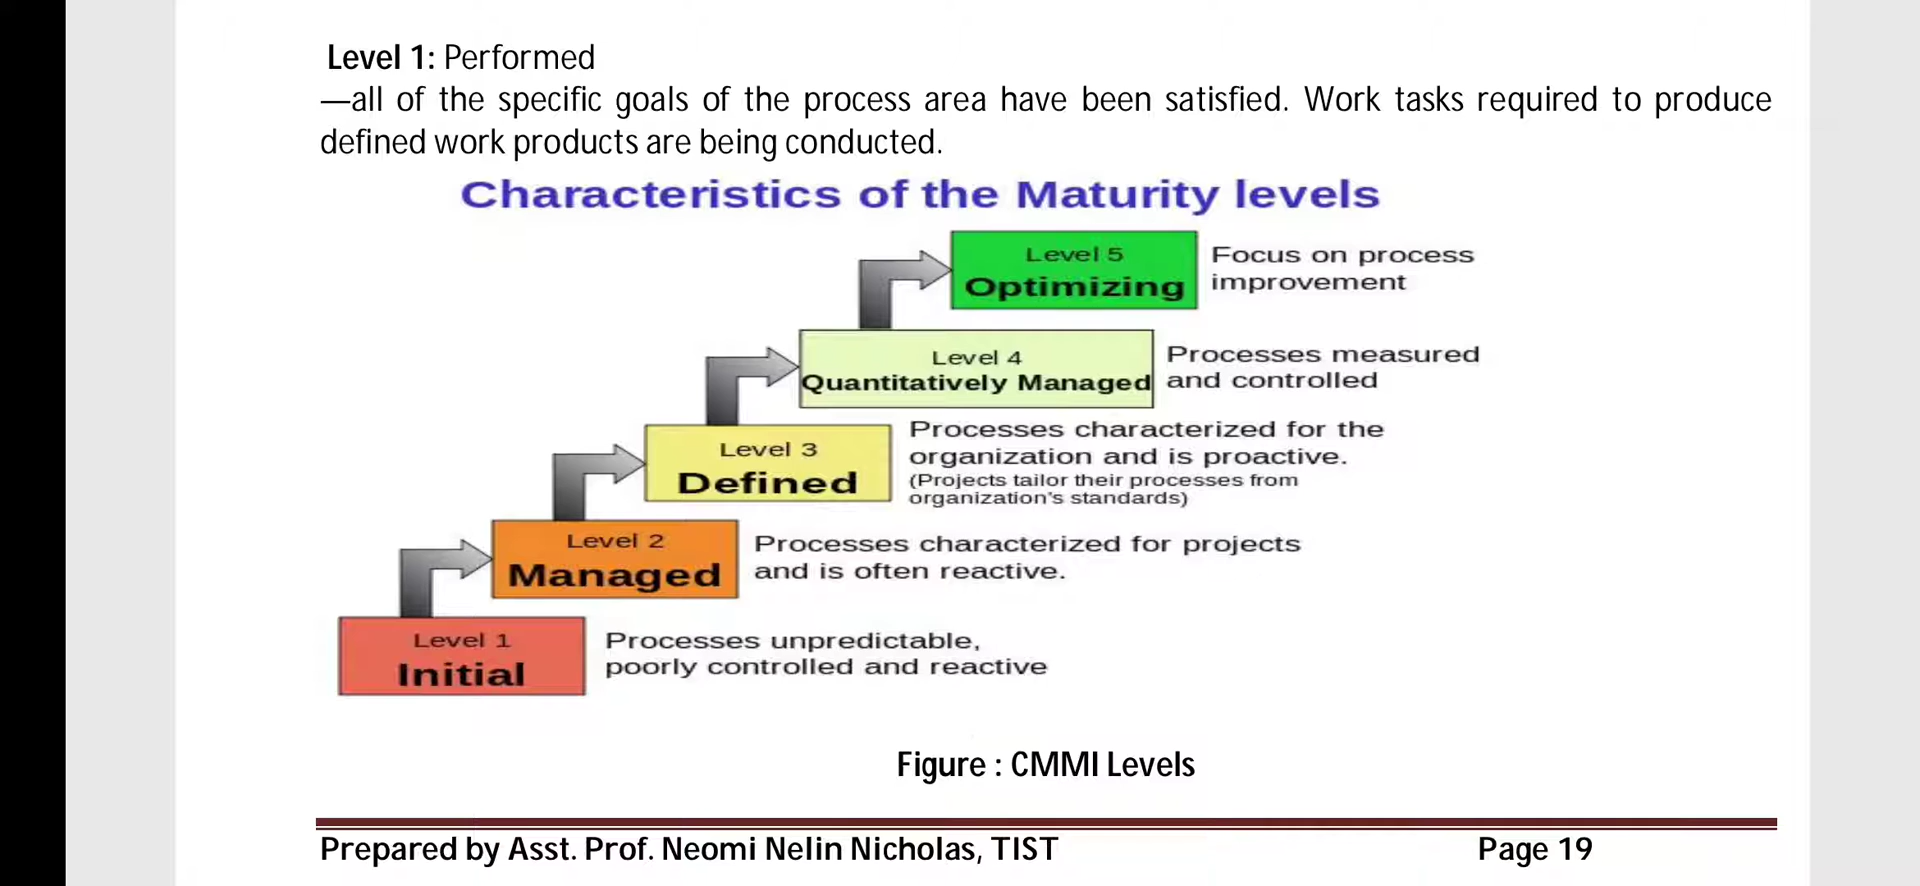 Level 1: Performed
—all of the specific goals of the process area have been satisfied. Work tasks required to produce
defined work products are being conducted.
Characteristics of the Maturity levels
Level 5
Optimizing
Focus on process
improvement
Level 4
Quantitatively Managed
Processes measured
and controlled
Level 3
Defined
Processes characterized for the
organization and is proactive.
(Projects tailor their processes from
organization's standards)
Level 2
Managed
Processes characterized for projects
and is often reactive.
Level 1
Initial
Processes unpredictable,
poorly controlled and reactive
Figure : CMMI Levels
Prepared by Asst. Prof. Neomi Nelin Nicholas, TIST Page 19